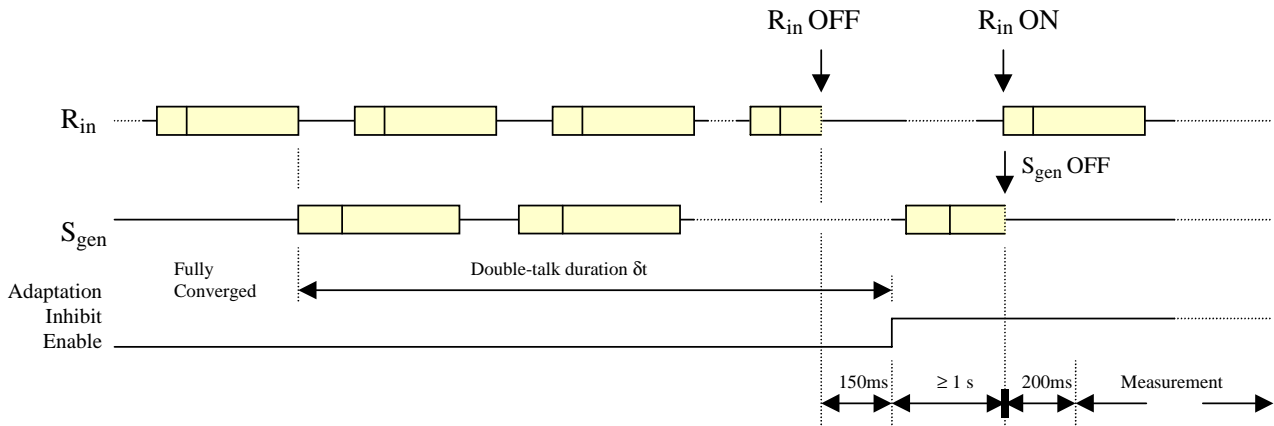 R_in OFF
R_in ON
R_in
S_gen OFF
S_gen
Fully
Converged
Double-talk duration δt
Adaptation
Inhibit
Enable
150ms
≥ 1 s
200ms
Measurement